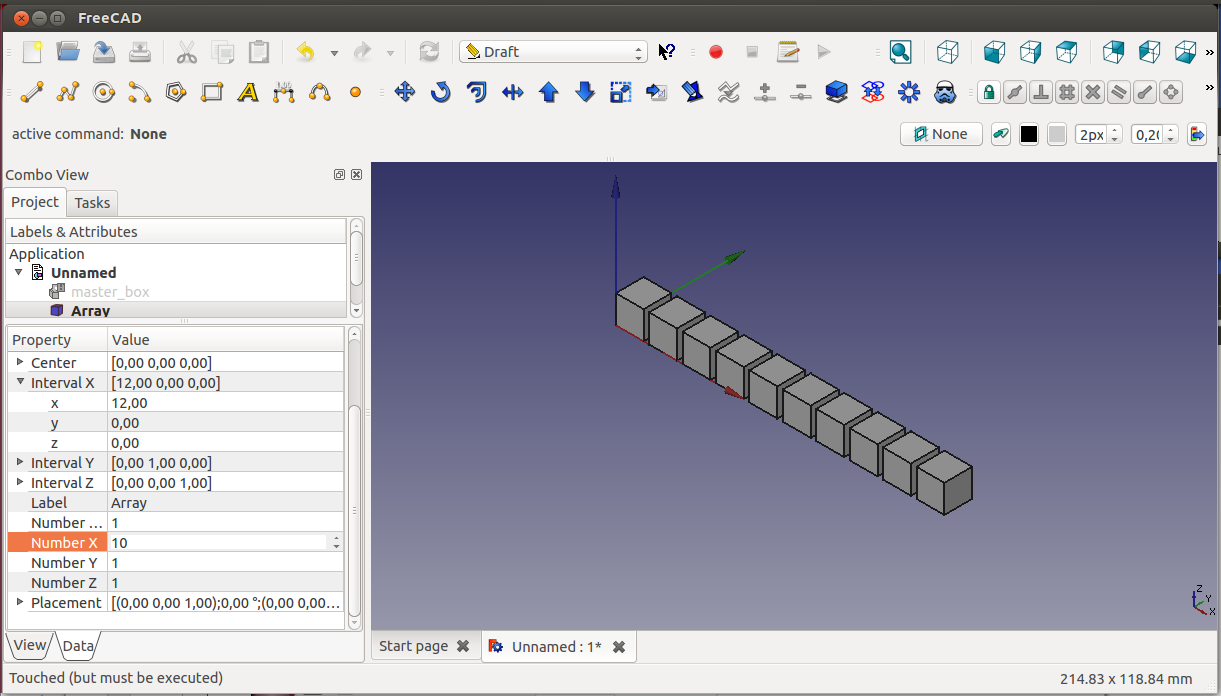 FreeCAD
Draft
active command: None
None
2px
0,20
Combo View
Project
Tasks
Labels & Attributes
Application
Unnamed
master_box
Array
Property Value
Center [0,00 0,00 0,00]
Interval X [12,00 0,00 0,00]
x 12,00
y 0,00
z 0,00
Interval Y [0,00 1,00 0,00]
Interval Z [0,00 0,00 1,00]
Label Array
Number ... 1
Number X 10
Number Y 1
Number Z 1
Placement [(0,00 0,00 1,00);0,00 °;(0,00 0,00...
View
Data
Z
Y
X
Start page
Unnamed : 1*
Touched (but must be executed)
214.83 x 118.84 mm